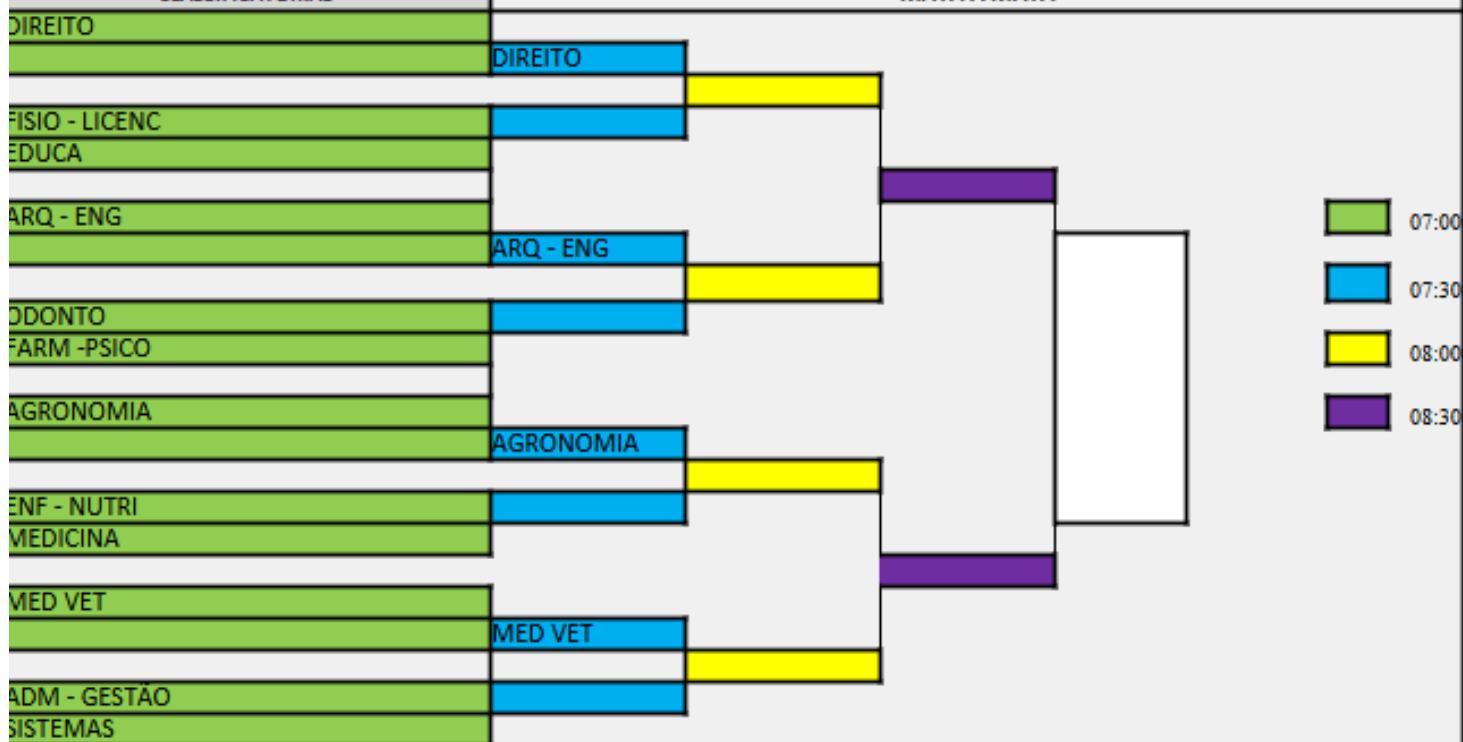 DIREITO
DIREITO
FISIO - LICENC
EDUCA
ARQ - ENG
07:00
ARQ - ENG
07:30
ODONTO
FARM -PSICO
08:00
AGRONOMIA
08:30
AGRONOMIA
ENF - NUTRI
MEDICINA
MED VET
MED VET
ADM - GESTÃO
SISTEMAS